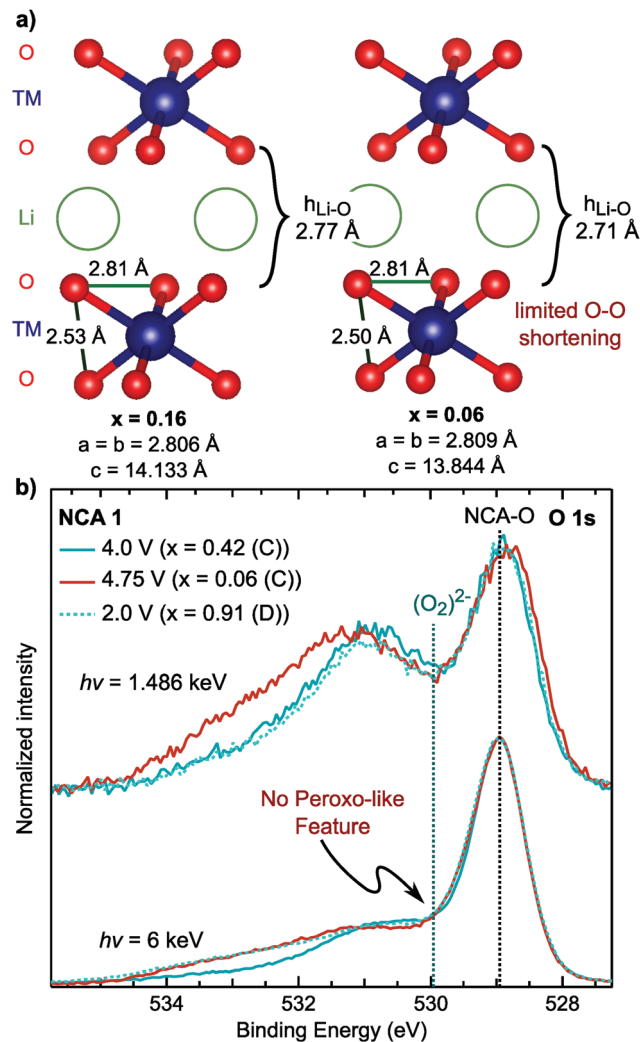 a)
O
TM
O
Li
O
TM
O
h Li-O
2.77 Å
h Li-O
2.71 Å
2.81 Å
2.53 Å
2.81 Å
2.50 Å
limited O-O
shortening
x = 0.16
a = b = 2.806 Å
c = 14.133 Å
x = 0.06
a = b = 2.809 Å
c = 13.844 Å
b)
NCA 1
NCA-O
O 1s
4.0 V (x = 0.42 (C))
4.75 V (x = 0.06 (C))
2.0 V (x = 0.91 (D))
(O₂)²⁻
hv = 1.486 keV
No Peroxo-like
Feature
hv = 6 keV
Normalized intensity
534
532
530
528
Binding Energy (eV)